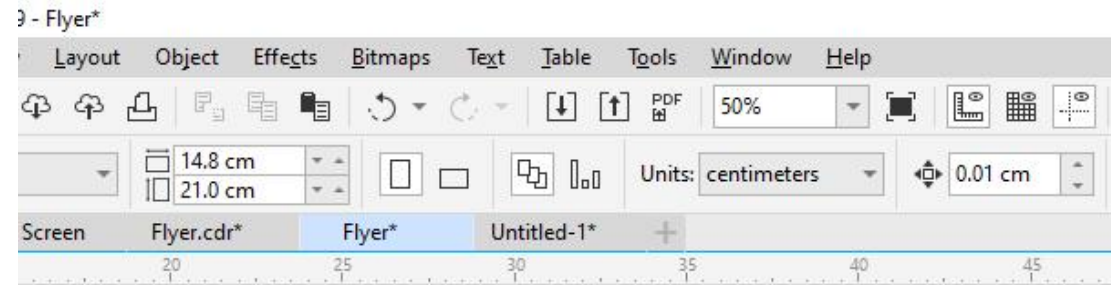 9 - Flyer*
Layout Object Effects Bitmaps Text Table Tools Window Help
PDF 50%
14.8 cm
21.0 cm
Units: centimeters 0.01 cm
Screen Flyer.cdr* Flyer* Untitled-1*
20 25 30 35 40 45